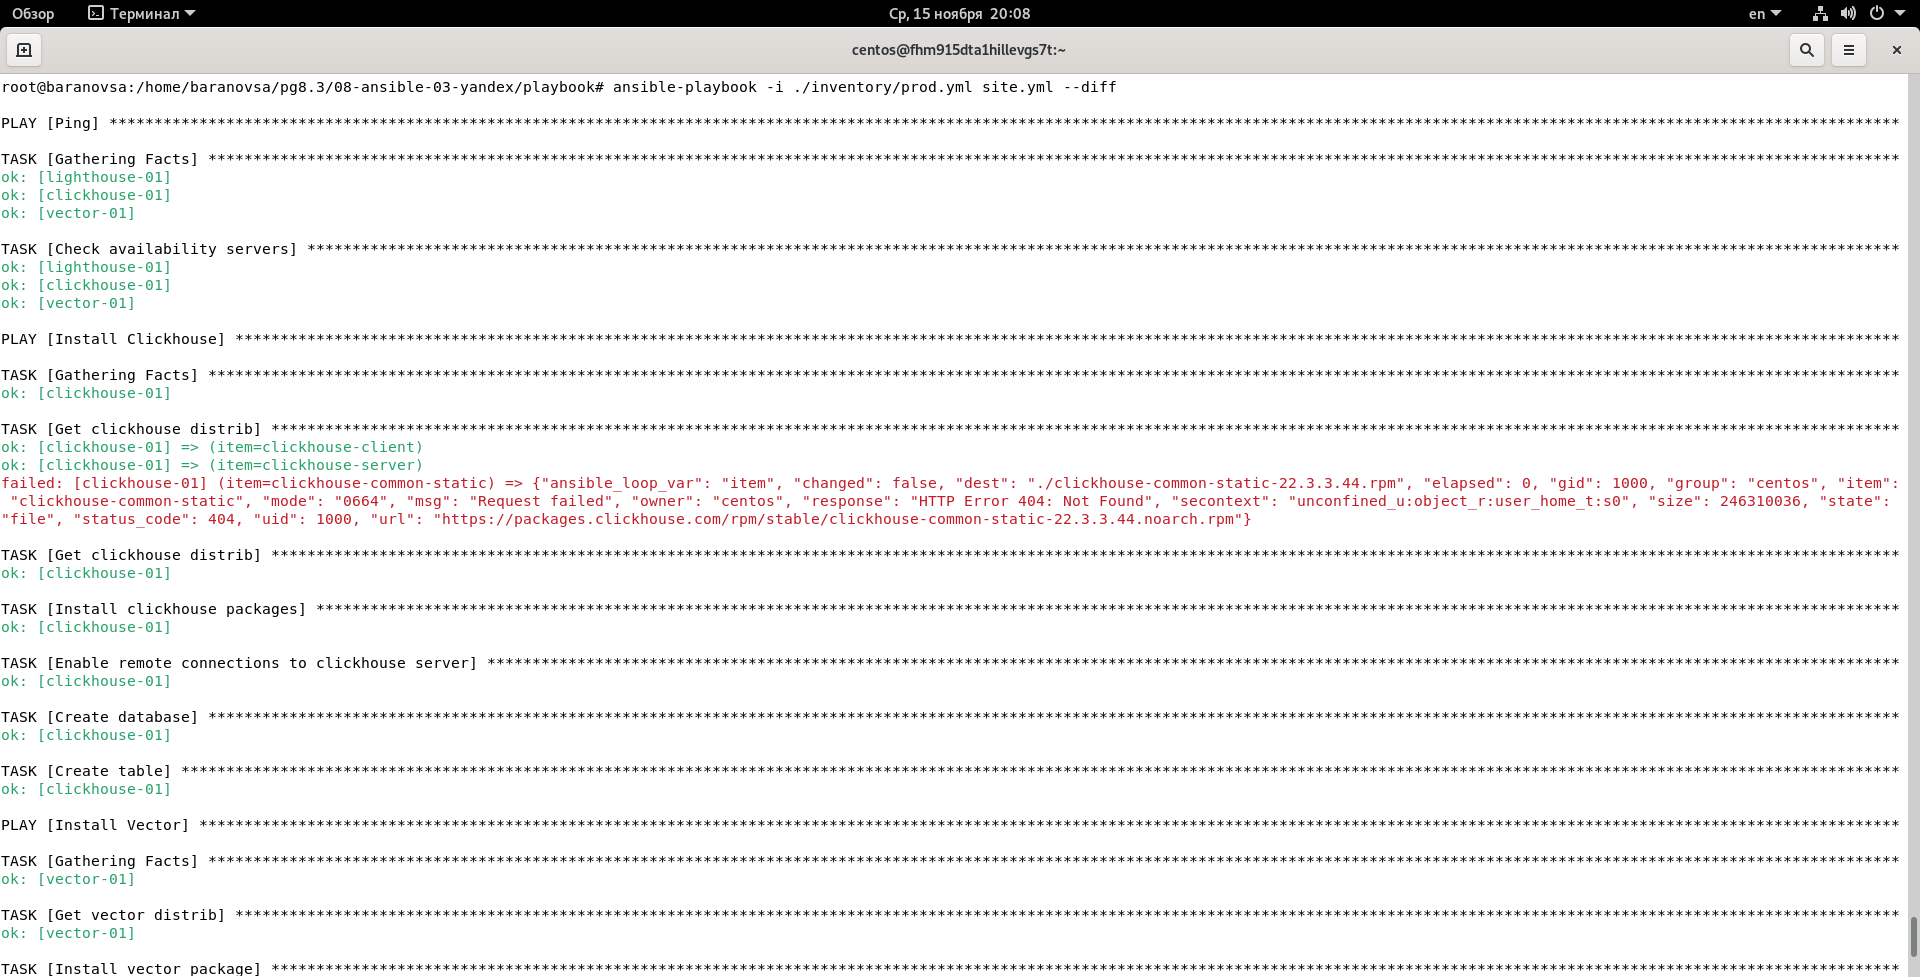 Обзор Терминал Ср, 15 ноября 20:08 en
centos@fhm915dta1hillevgs7t:~
root@baranovsa:/home/baranovsa/pg8.3/08-ansible-03-yandex/playbook# ansible-playbook -i ./inventory/prod.yml site.yml --diff
PLAY [Ping] ***************************************************************************************************************************************************************************************************
TASK [Gathering Facts] ****************************************************************************************************************************************************************************************
ok: [lighthouse-01]
ok: [clickhouse-01]
ok: [vector-01]
TASK [Check availability servers] *****************************************************************************************************************************************************************************
ok: [lighthouse-01]
ok: [clickhouse-01]
ok: [vector-01]
PLAY [Install Clickhouse] *************************************************************************************************************************************************************************************
TASK [Gathering Facts] ****************************************************************************************************************************************************************************************
ok: [clickhouse-01]
TASK [Get clickhouse distrib] *********************************************************************************************************************************************************************************
ok: [clickhouse-01] => (item=clickhouse-client)
ok: [clickhouse-01] => (item=clickhouse-server)
failed: [clickhouse-01] (item=clickhouse-common-static) => {"ansible_loop_var": "item", "changed": false, "dest": "./clickhouse-common-static-22.3.3.44.rpm", "elapsed": 0, "gid": 1000, "group": "centos", "item":
"clickhouse-common-static", "mode": "0664", "msg": "Request failed", "owner": "centos", "response": "HTTP Error 404: Not Found", "secontext": "unconfined_u:object_r:user_home_t:s0", "size": 246310036, "state":
"file", "status_code": 404, "uid": 1000, "url": "https://packages.clickhouse.com/rpm/stable/clickhouse-common-static-22.3.3.44.noarch.rpm"}
TASK [Get clickhouse distrib] *********************************************************************************************************************************************************************************
ok: [clickhouse-01]
TASK [Install clickhouse packages] ****************************************************************************************************************************************************************************
ok: [clickhouse-01]
TASK [Enable remote connections to clickhouse server] *********************************************************************************************************************************************************
ok: [clickhouse-01]
TASK [Create database] ****************************************************************************************************************************************************************************************
ok: [clickhouse-01]
TASK [Create table] *******************************************************************************************************************************************************************************************
ok: [clickhouse-01]
PLAY [Install Vector] *****************************************************************************************************************************************************************************************
TASK [Gathering Facts] ****************************************************************************************************************************************************************************************
ok: [vector-01]
TASK [Get vector distrib] *************************************************************************************************************************************************************************************
ok: [vector-01]
TASK [Install vector package] *********************************************************************************************************************************************************************************